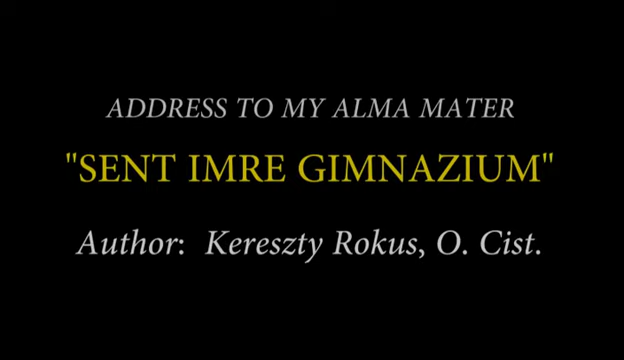 ADDRESS TO MY ALMA MATER
"SENT IMRE GIMNAZIUM"
Author: Kereszty Rokus, O. Cist.